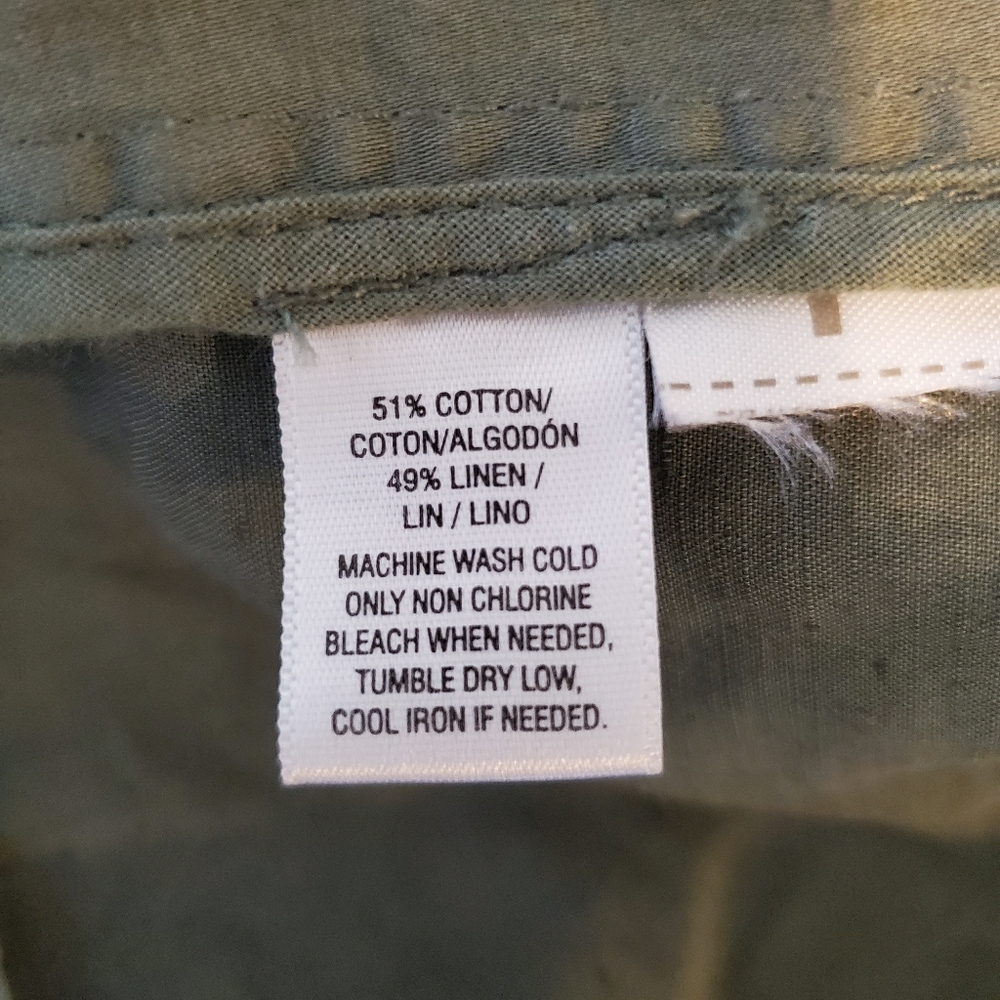 51% COTTON/
COTON/ALGODÓN
49% LINEN /
LIN / LINO
MACHINE WASH COLD
ONLY NON CHLORINE
BLEACH WHEN NEEDED,
TUMBLE DRY LOW,
COOL IRON IF NEEDED.